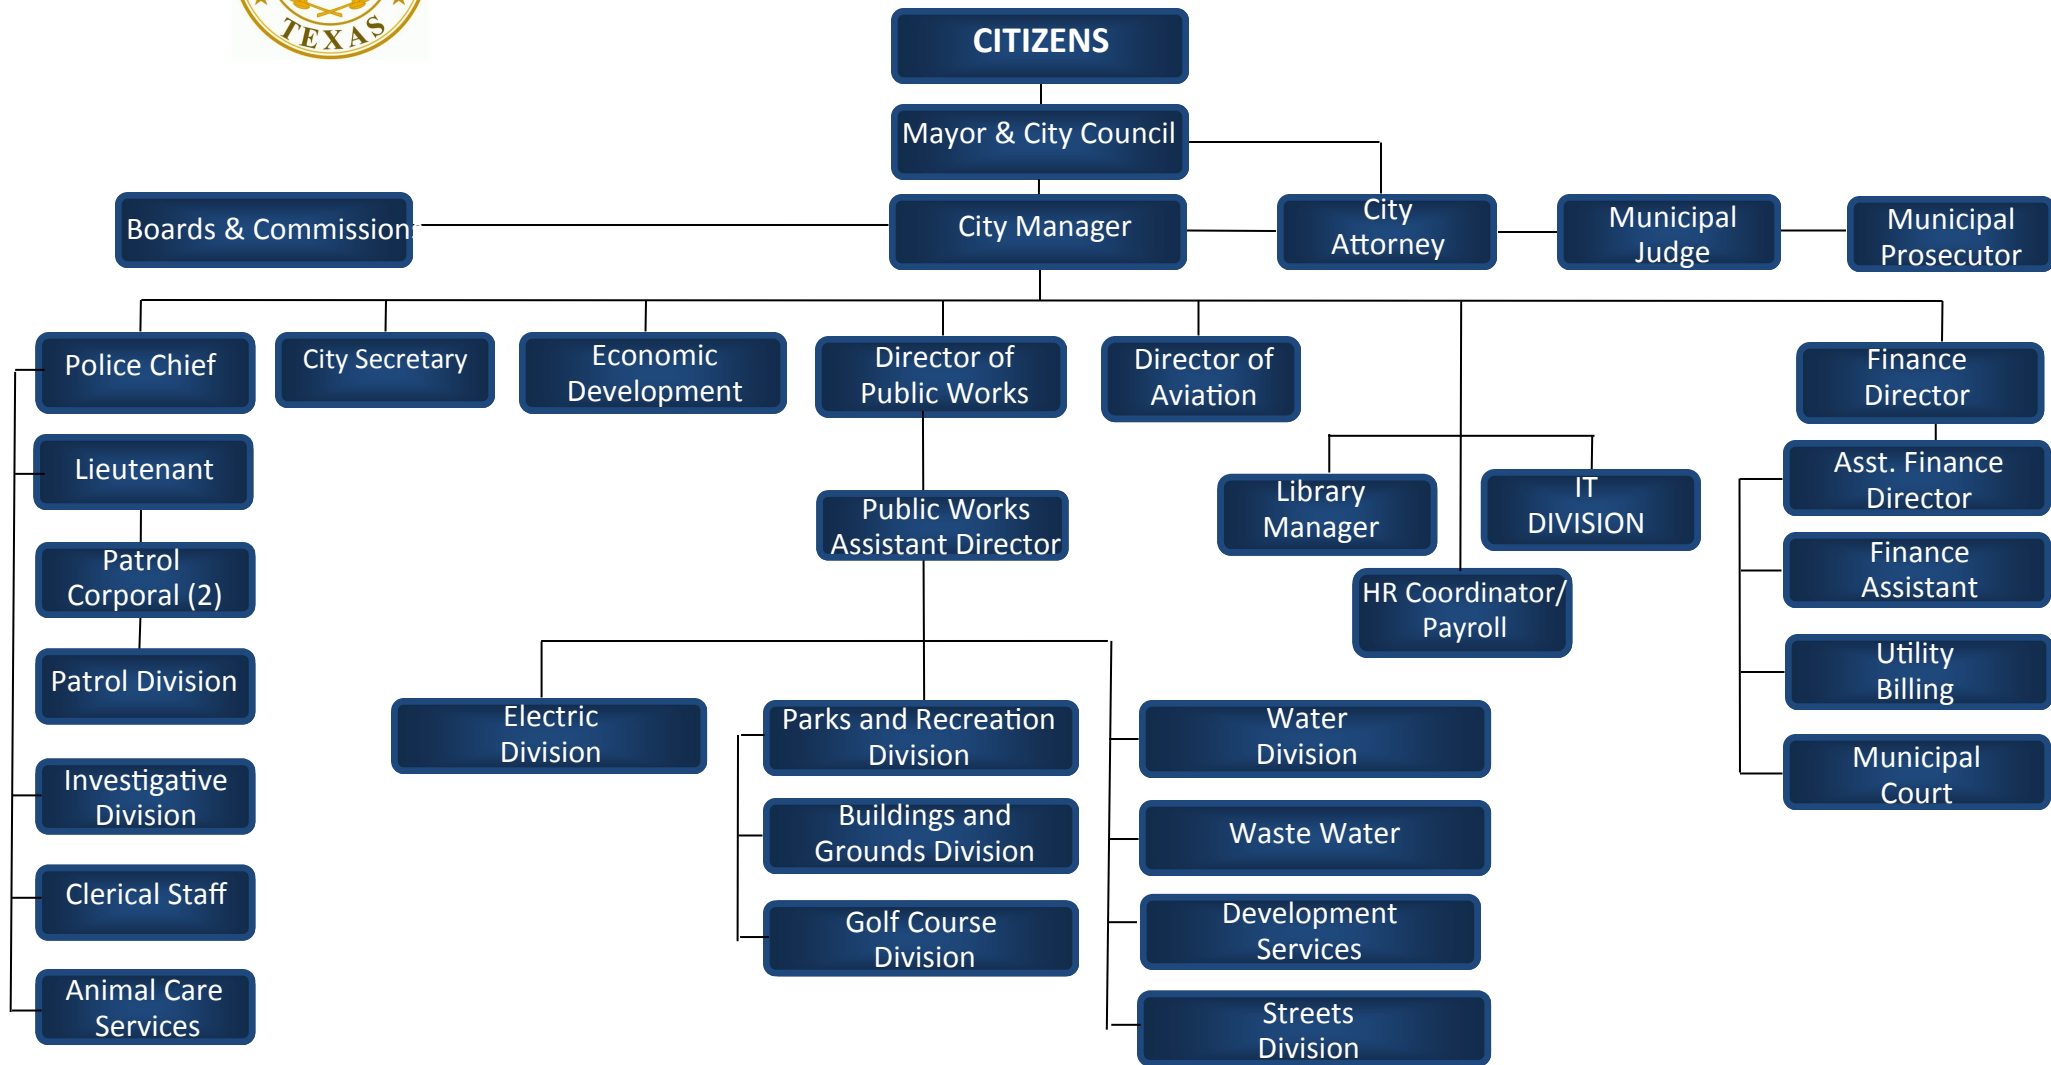 TEXAS
CITIZENS
Mayor & City Council
Boards & Commission
City Manager
City
Attorney
Municipal
Judge
Municipal
Prosecutor
Police Chief
City Secretary
Economic
Development
Director of
Public Works
Director of
Aviation
Finance
Director
Lieutenant
Public Works
Assistant Director
Library
Manager
IT
DIVISION
Asst. Finance
Director
Patrol
Corporal (2)
HR Coordinator/
Payroll
Finance
Assistant
Patrol Division
Utility
Billing
Electric
Division
Parks and Recreation
Division
Water
Division
Municipal
Court
Investigative
Division
Buildings and
Grounds Division
Waste Water
Clerical Staff
Golf Course
Division
Development
Services
Animal Care
Services
Streets
Division